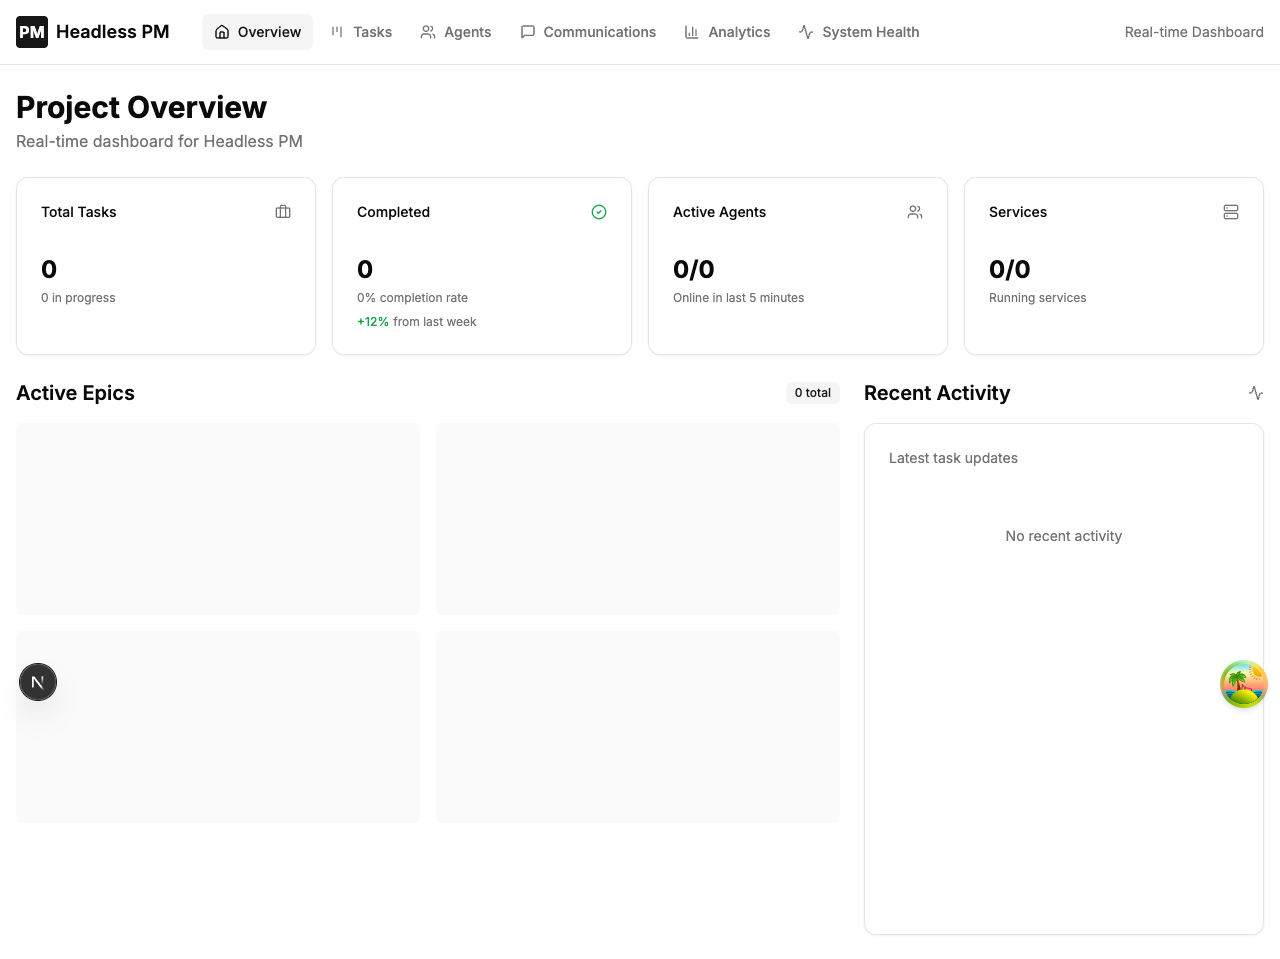 PM Headless PM Overview Tasks Agents Communications Analytics System Health Real-time Dashboard
Project Overview
Real-time dashboard for Headless PM
Total Tasks
0
0 in progress
Completed
0
0% completion rate
+12% from last week
Active Agents
0/0
Online in last 5 minutes
Services
0/0
Running services
Active Epics 0 total
Recent Activity
Latest task updates
No recent activity
N